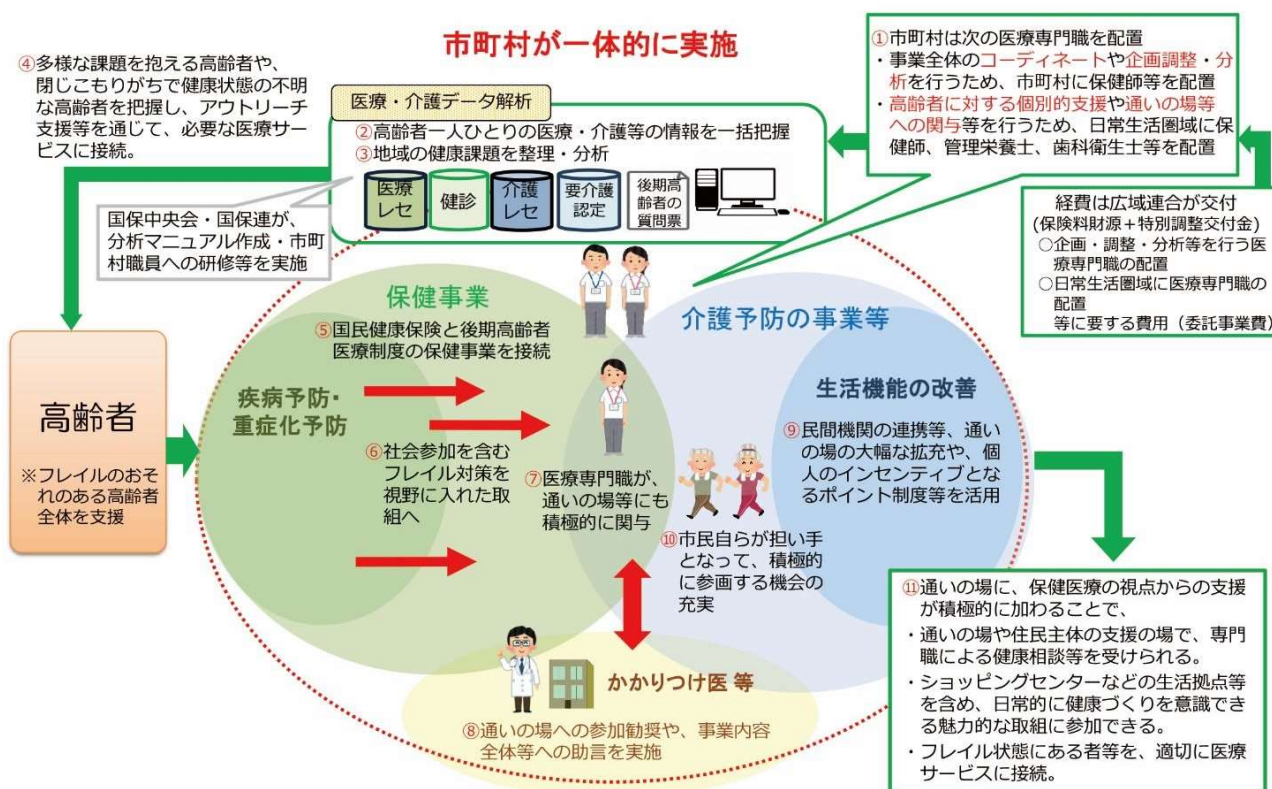 市町村が一体的に実施
①市町村は次の医療専門職を配置
・事業全体のコーディネートや企画調整・分
析を行うため、市町村に保健師等を配置
・高齢者に対する個別的支援や通いの場等
への関与等を行うため、日常生活圏域に保
健師、管理栄養士、歯科衛生士等を配置
経費は広域連合が交付
(保険料財源＋特別調整交付金)
○企画・調整・分析等を行う医
療専門職の配置
○日常生活圏域に医療専門職の
配置
等に要する費用（委託事業費）
医療・介護データ解析
②高齢者一人ひとりの医療・介護等の情報を一括把握
③地域の健康課題を整理・分析
医療
レセ
健診
介護
レセ
要介護
認定
後期高
齢者の
質問票
④多様な課題を抱える高齢者や、
閉じこもりがちで健康状態の不明
な高齢者を把握し、アウトリーチ
支援等を通じて、必要な医療サー
ビスに接続。
国保中央会・国保連が、
分析マニュアル作成・市町
村職員への研修等を実施
高齢者
※フレイルのおそ
れのある高齢者
全体を支援
保健事業
⑤国民健康保険と後期高齢者
医療制度の保健事業を接続
疾病予防・
重症化予防
⑥社会参加を含む
フレイル対策を
視野に入れた取
組へ
⑦医療専門職が、
通いの場等にも
積極的に関与
介護予防の事業等
生活機能の改善
⑨民間機関の連携等、通い
の場の大幅な拡充や、個
人のインセンティブとな
るポイント制度等を活用
⑩市民自らが担い手
となって、積極的
に参画する機会の
充実
かかりつけ医 等
⑧通いの場への参加勧奨や、事業内容
全体等への助言を実施
⑪通いの場に、保健医療の視点からの支援
が積極的に加わることで、
・通いの場や住民主体の支援の場で、専門
職による健康相談等を受けられる。
・ショッピングセンターなどの生活拠点等
を含め、日常的に健康づくりを意識でき
る魅力的な取組に参加できる。
・フレイル状態にある者等を、適切に医療
サービスに接続。